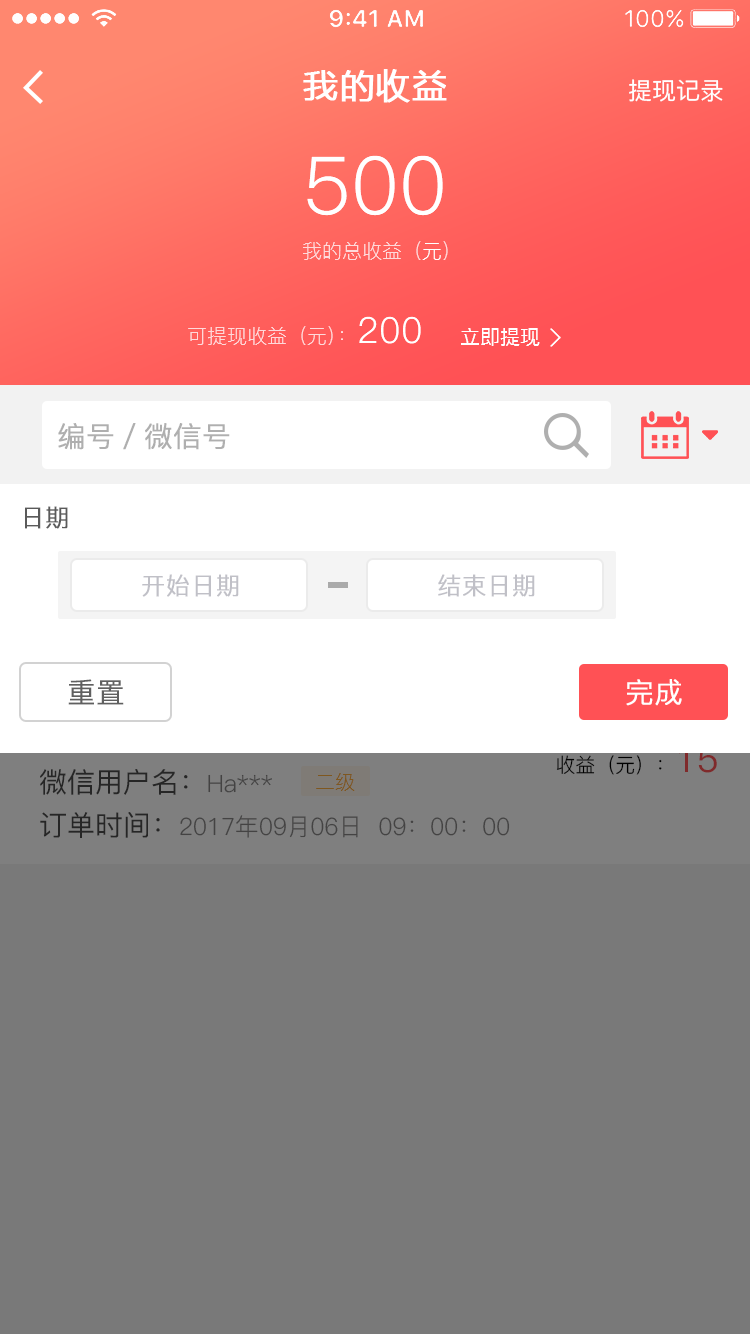 9:41 AM 100%
我的收益 提现记录
500
我的总收益（元）
可提现收益（元）：200 立即提现
编号 / 微信号
日期
开始日期 结束日期
重置 完成
收益（元）：15
微信用户名：Ha*** 二级
订单时间：2017年09月06日 09：00：00